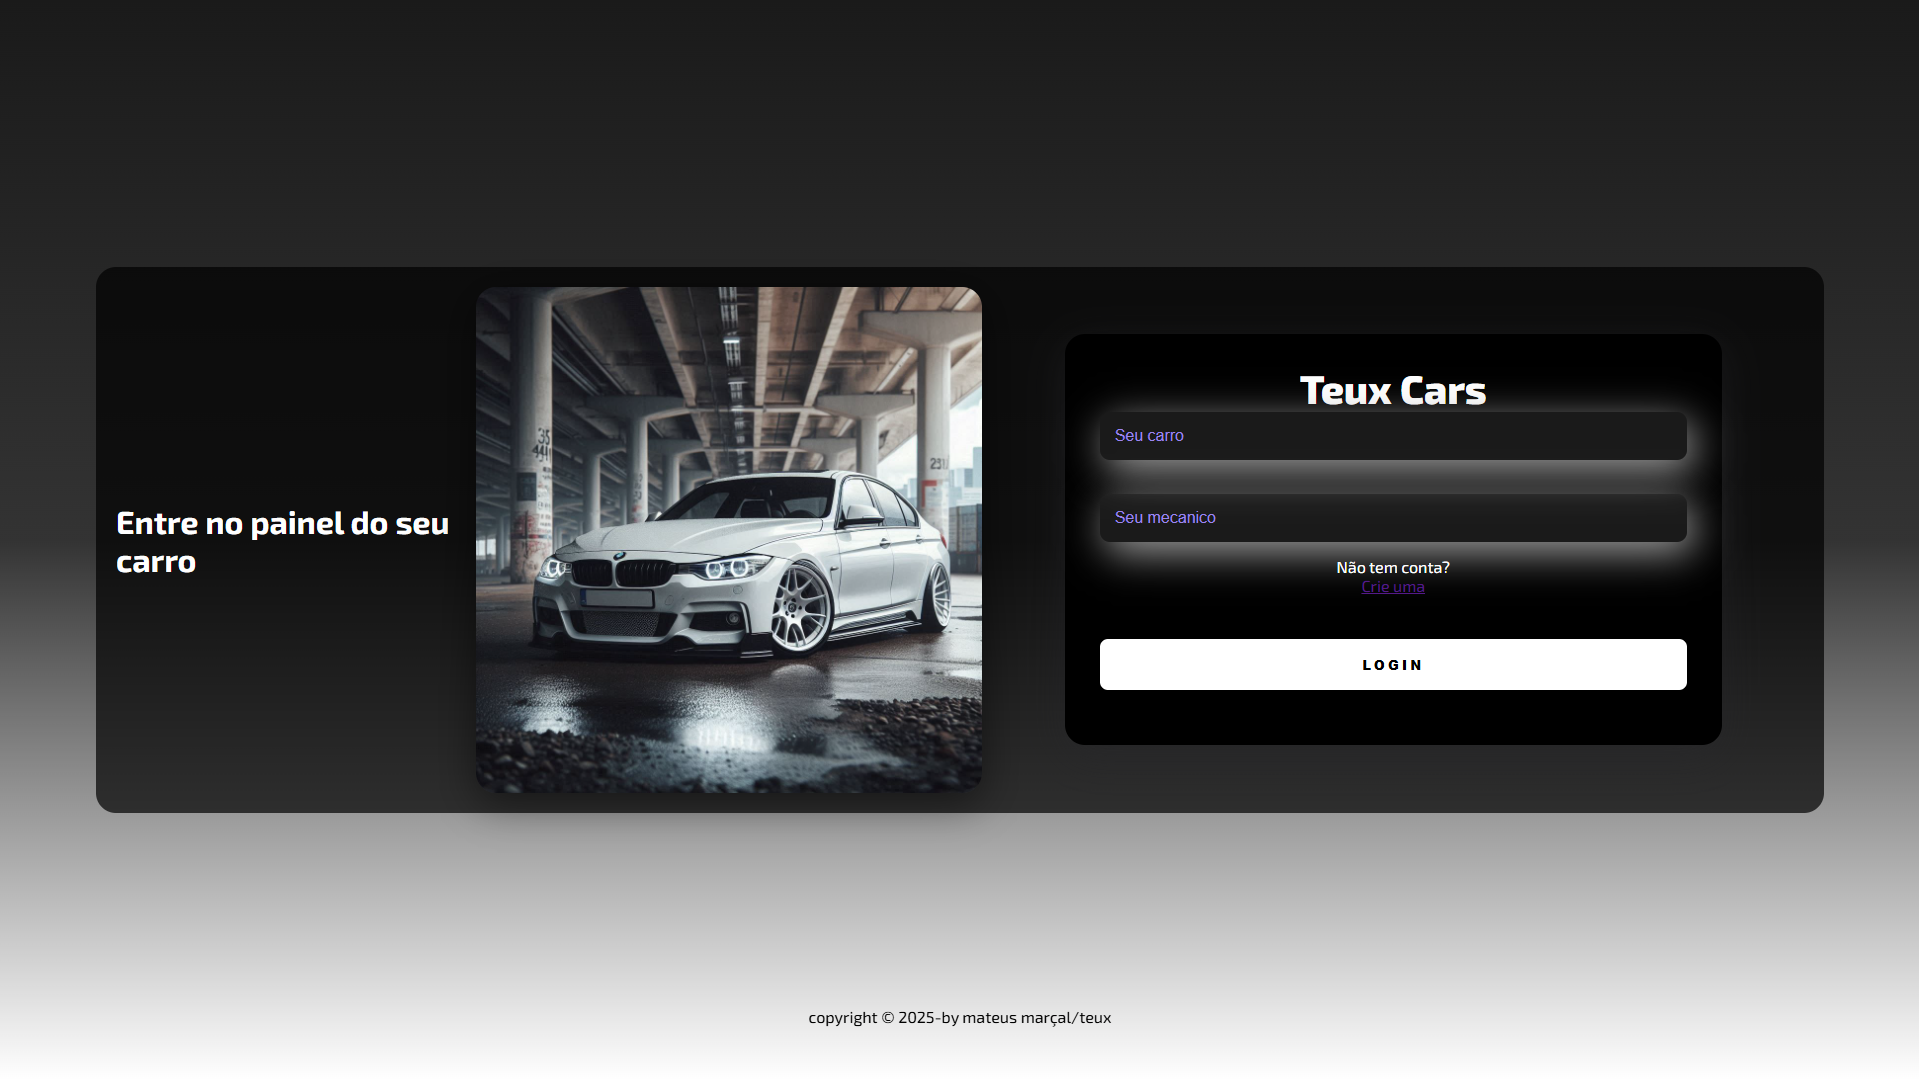 Entre no painel do seu
carro
231
Teux Cars
Seu carro
Seu mecanico
Não tem conta?
Crie uma
LOGIN
copyright © 2025-by mateus marçal/teux